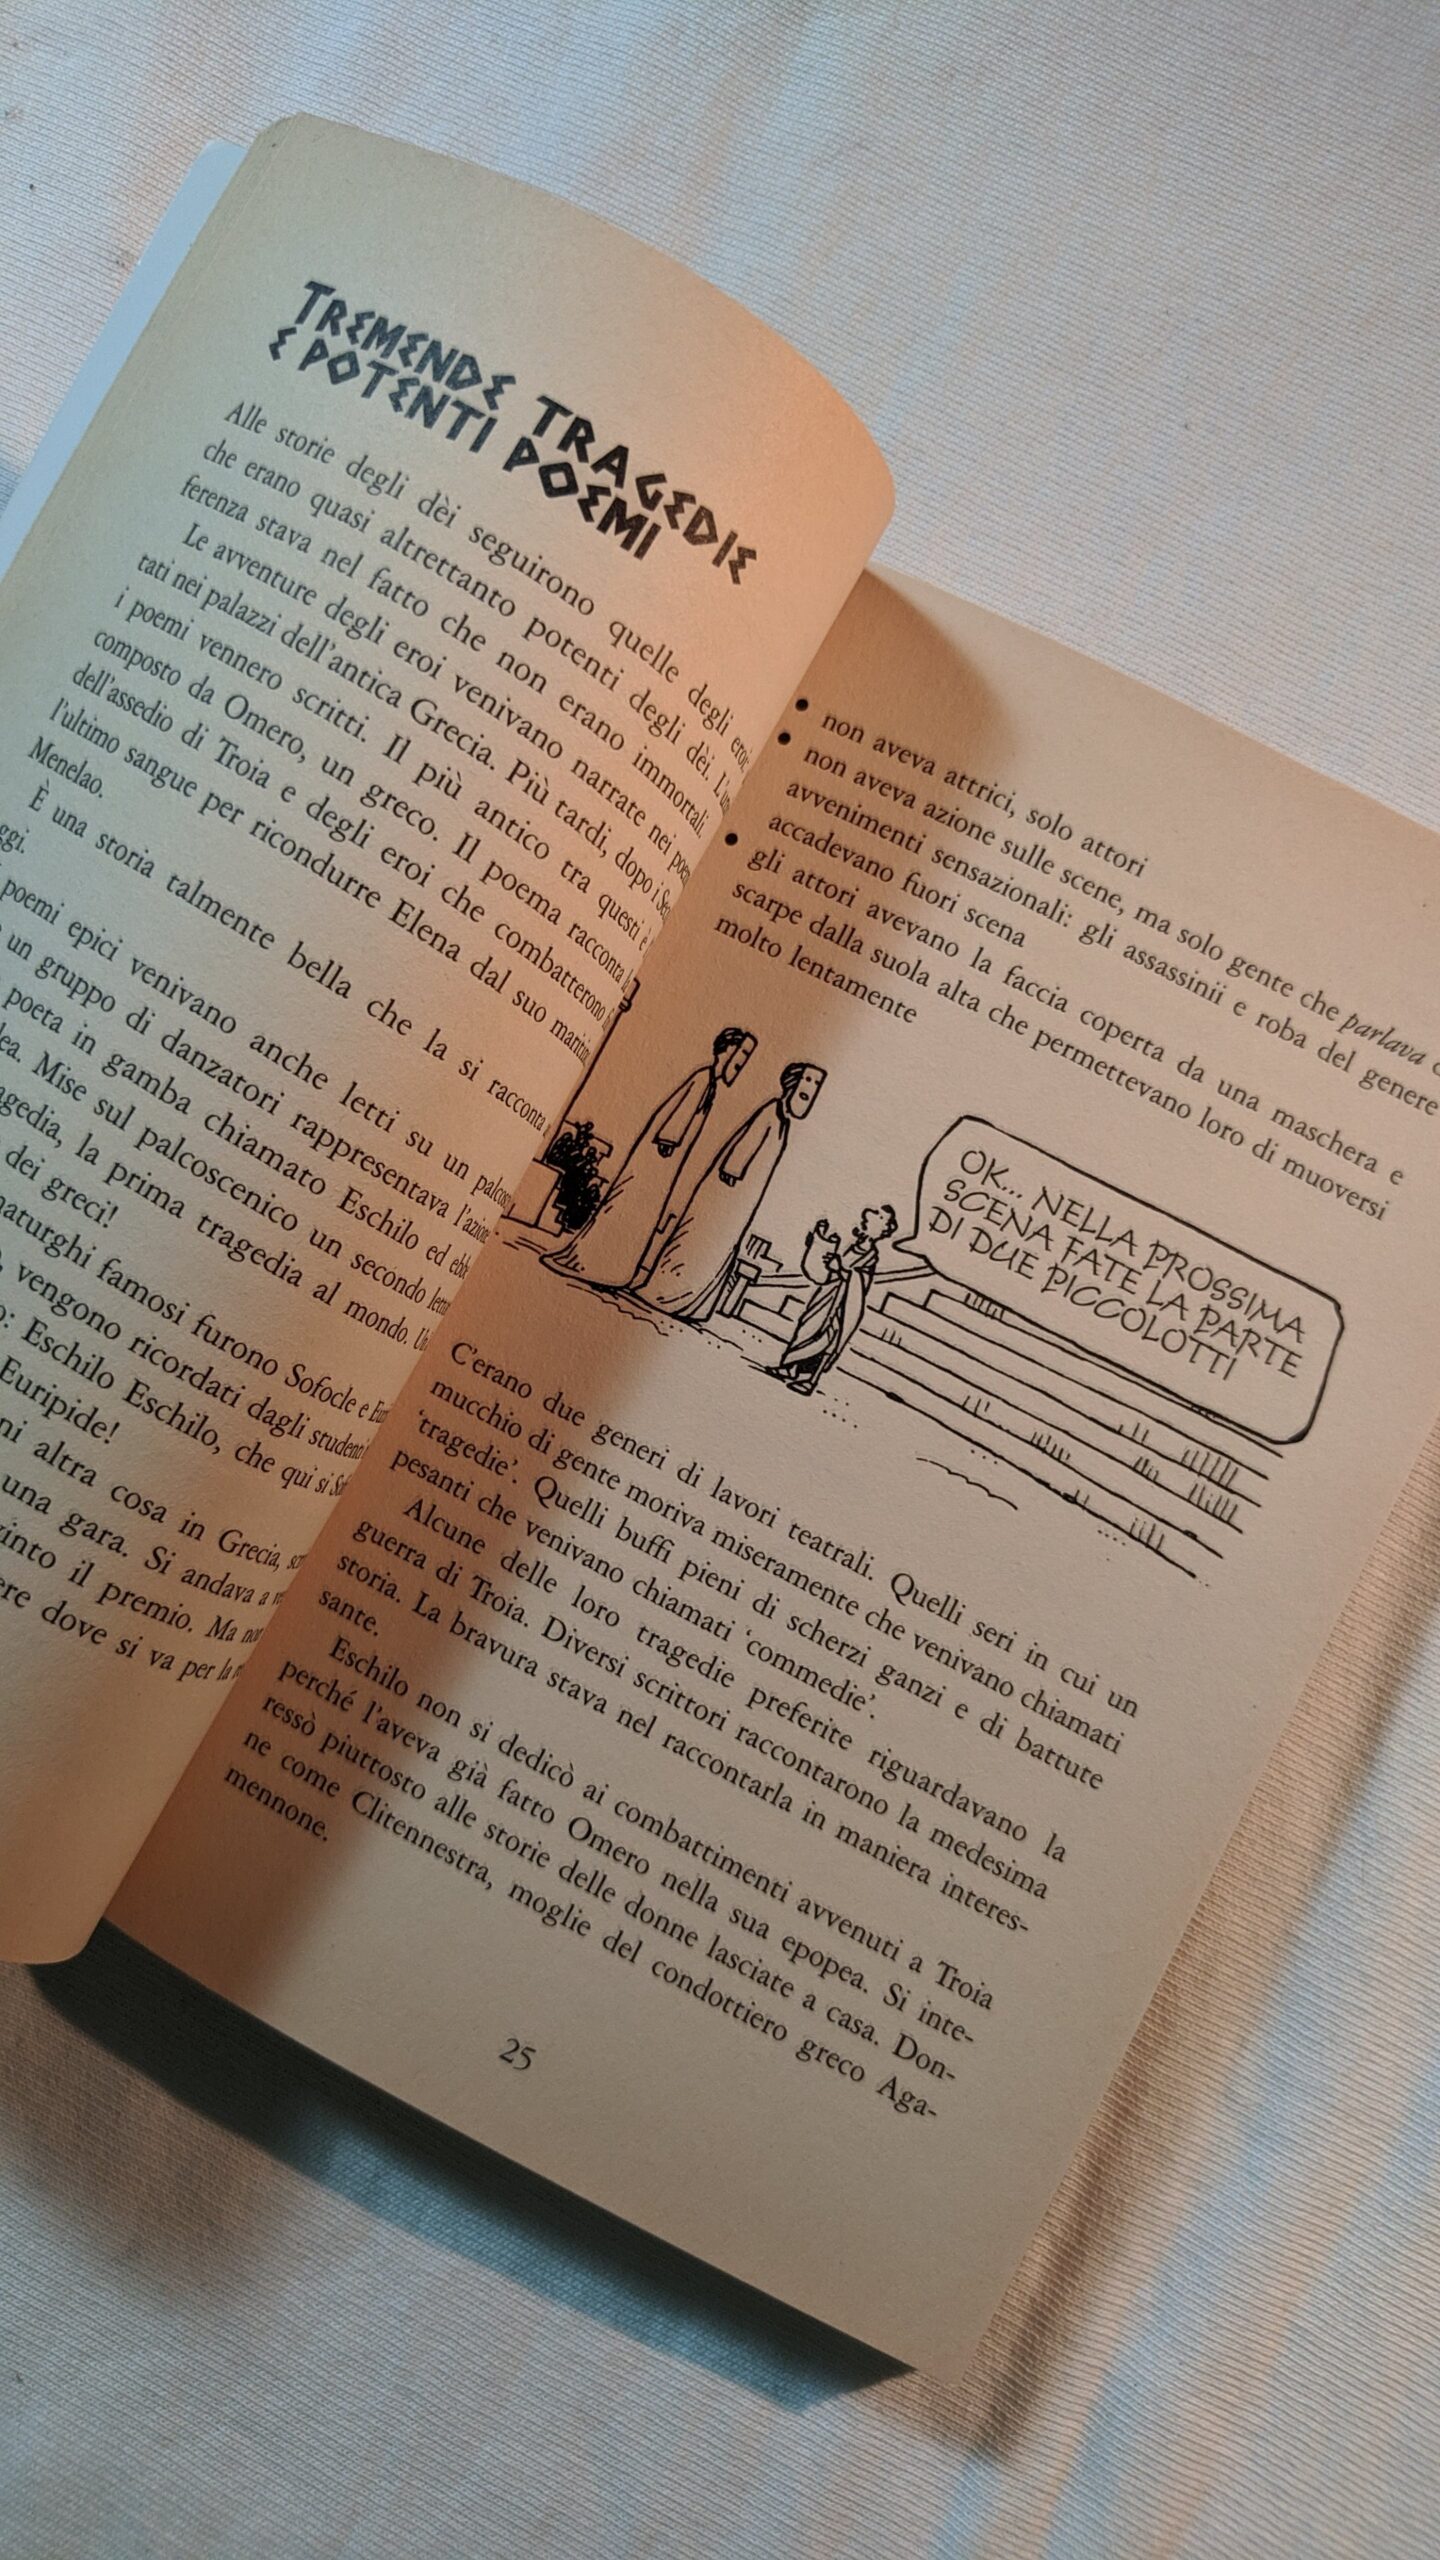 TREMENDE TRAGEDIE
E POTENTI POEMI
Alle storie degli dèi seguirono quelle degli eroi,
che erano quasi altrettanto potenti degli dèi. L'
ferenza stava nel fatto che non erano immortali.
Le avventure degli eroi venivano narrate nei
tati nei palazzi dell'antica Grecia. Più tardi, dopo i
i poemi vennero scritti. Il più antico tra questi è
composto da Omero, un greco. Il poema racconta
dell'assedio di Troia e degli eroi che combatterono
l'ultimo sangue per ricondurre Elena dal suo marito,
Menelao.
È una storia talmente bella che la si racconta
ggi.
poemi epici venivano anche letti su un
un gruppo di danzatori rappresentava l'azione.
poeta in gamba chiamato Eschilo ed
ea. Mise sul palcoscenico un secondo
agedia, la prima tragedia al mondo.
dei greci!
naturghi famosi furono Sofocle e
vengono ricordati dagli studenti
o: Eschilo Eschilo, che qui si
Euripide!
ni altra cosa in Grecia,
una gara. Si andava a
into il premio. Ma non
ere dove si va per la
• non aveva attrici, solo attori
• non aveva azione sulle scene, ma solo gente che parlava
avvenimenti sensazionali: gli assassinii e roba del genere
accadevano fuori scena
• gli attori avevano la faccia coperta da una maschera e
scarpe dalla suola alta che permettevano loro di muoversi
molto lentamente
OK... NELLA PROSSIMA
SCENA FATE LA PARTE
DI DUE PICCOLOTTI
C'erano due generi di lavori teatrali. Quelli seri in cui un
mucchio di gente moriva miseramente che venivano chiamati
'tragedie'. Quelli buffi pieni di scherzi ganzi e di battute
pesanti che venivano chiamati 'commedie'.
Alcune delle loro tragedie preferite riguardavano la
guerra di Troia. Diversi scrittori raccontarono la medesima
storia. La bravura stava nel raccontarla in maniera interes-
sante.
Eschilo non si dedicò ai combattimenti avvenuti a Troia
perché l'aveva già fatto Omero nella sua epopea. Si inte-
ressò piuttosto alle storie delle donne lasciate a casa. Don-
ne come Clitennestra, moglie del condottiero greco Aga-
mennone.
25